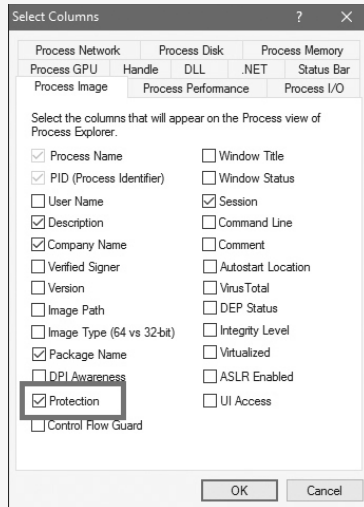 Select Columns ? ×
Process Network Process Disk Process Memory
Process GPU Handle DLL .NET Status Bar
Process Image Process Performance Process I/O
Select the columns that will appear on the Process view of
Process Explorer.
Process Name
PID (Process Identifier)
User Name
Description
Company Name
Verified Signer
Version
Image Path
Image Type (64 vs 32-bit)
Package Name
DPI Awareness
Protection
Control Flow Guard
Window Title
Window Status
Session
Command Line
Comment
Autostart Location
VirusTotal
DEP Status
Integrity Level
Virtualized
ASLR Enabled
UI Access
OK Cancel